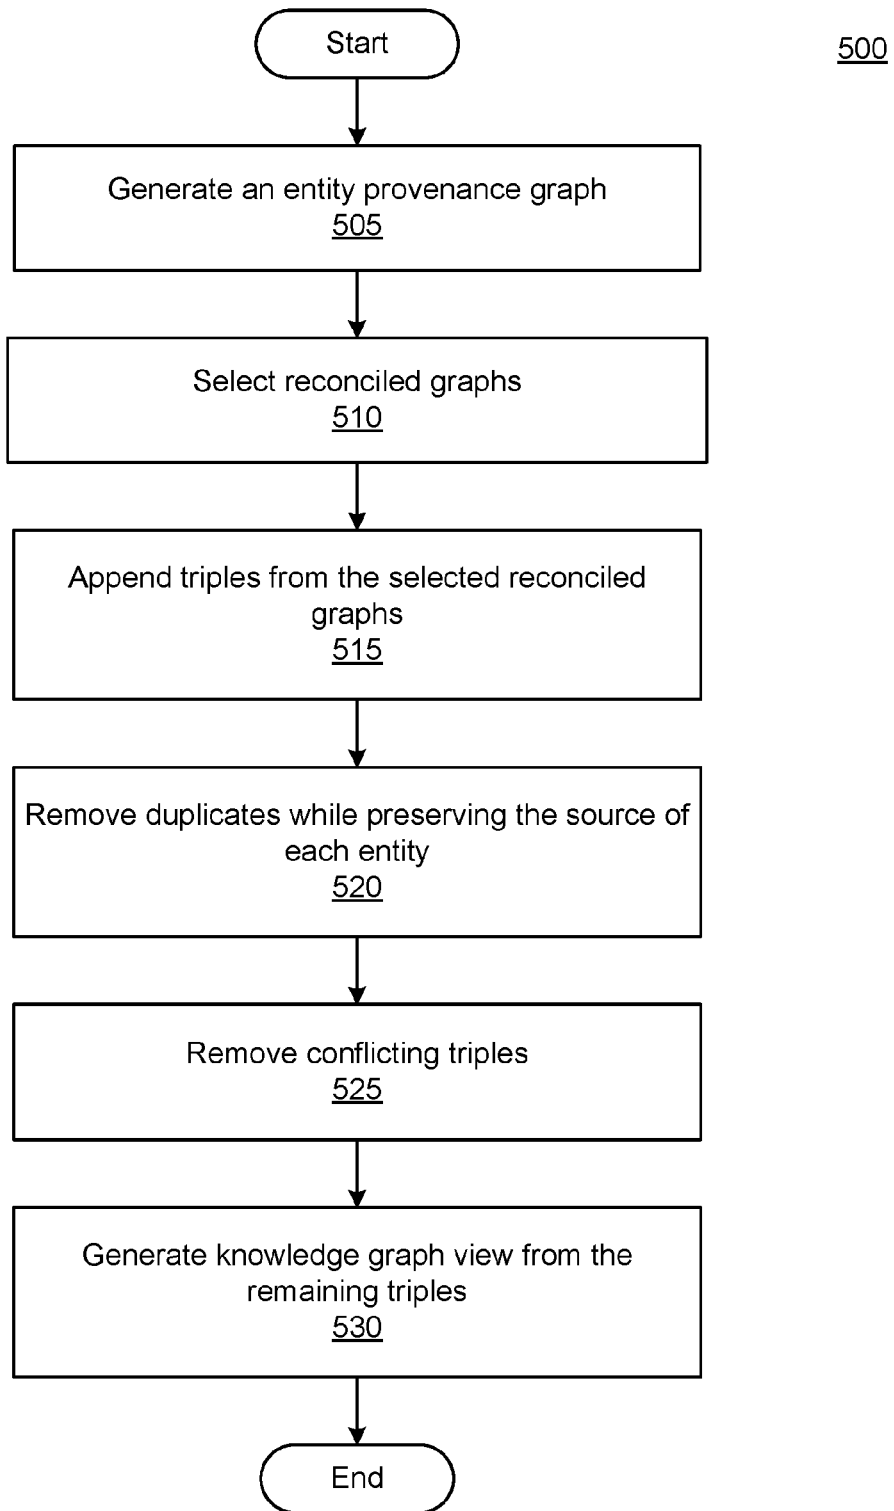 Start
500
Generate an entity provenance graph
505
Select reconciled graphs
510
Append triples from the selected reconciled
graphs
515
Remove duplicates while preserving the source of
each entity
520
Remove conflicting triples
525
Generate knowledge graph view from the
remaining triples
530
End